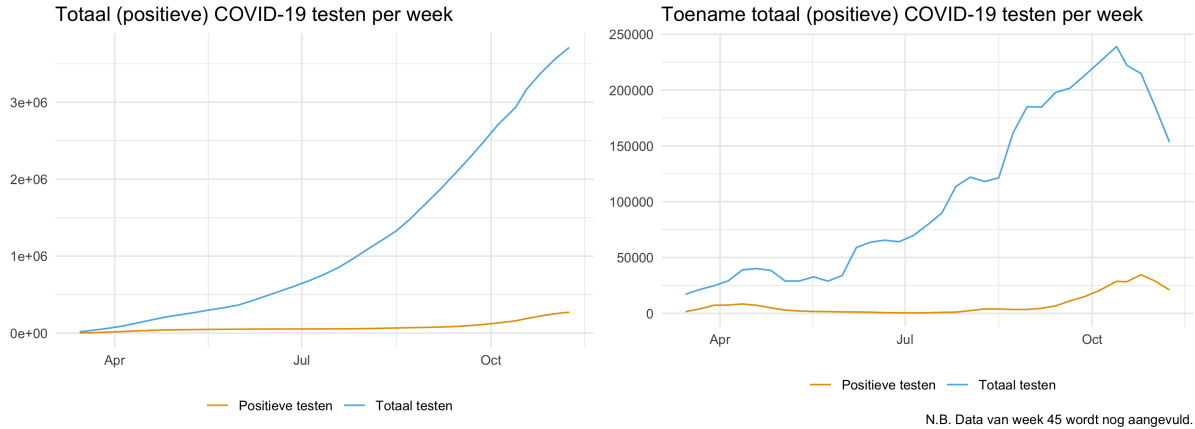 Totaal (positieve) COVID-19 testen per week
3e+06
2e+06
1e+06
0e+00
Apr Jul Oct
Positieve testen Totaal testen
Toename totaal (positieve) COVID-19 testen per week
250000
200000
150000
100000
50000
0
Apr Jul Oct
Positieve testen Totaal testen
N.B. Data van week 45 wordt nog aangevuld.